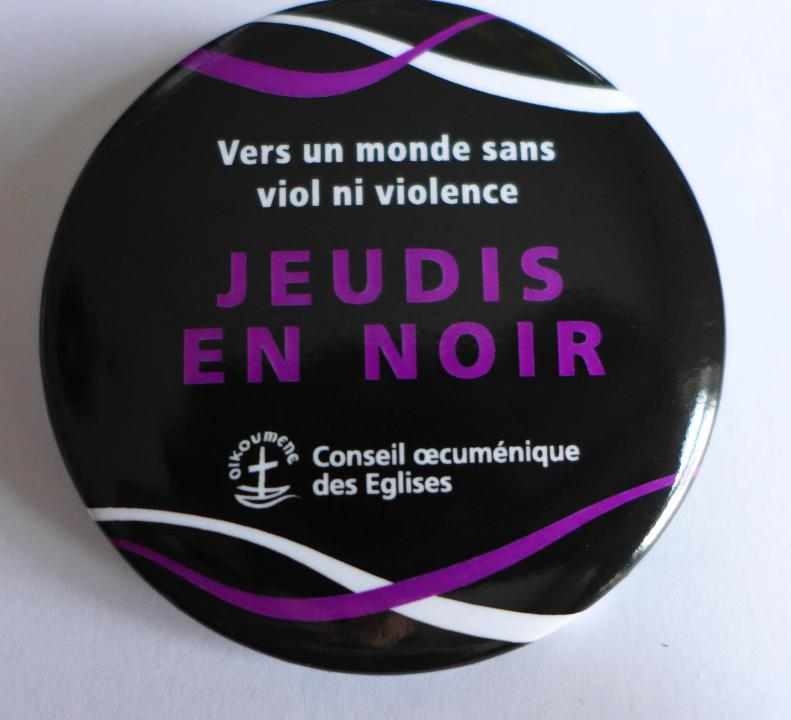 Vers un monde sans
viol ni violence
JEUDIS
EN NOIR
OIKOUMENE
Conseil œcuménique
des Eglises